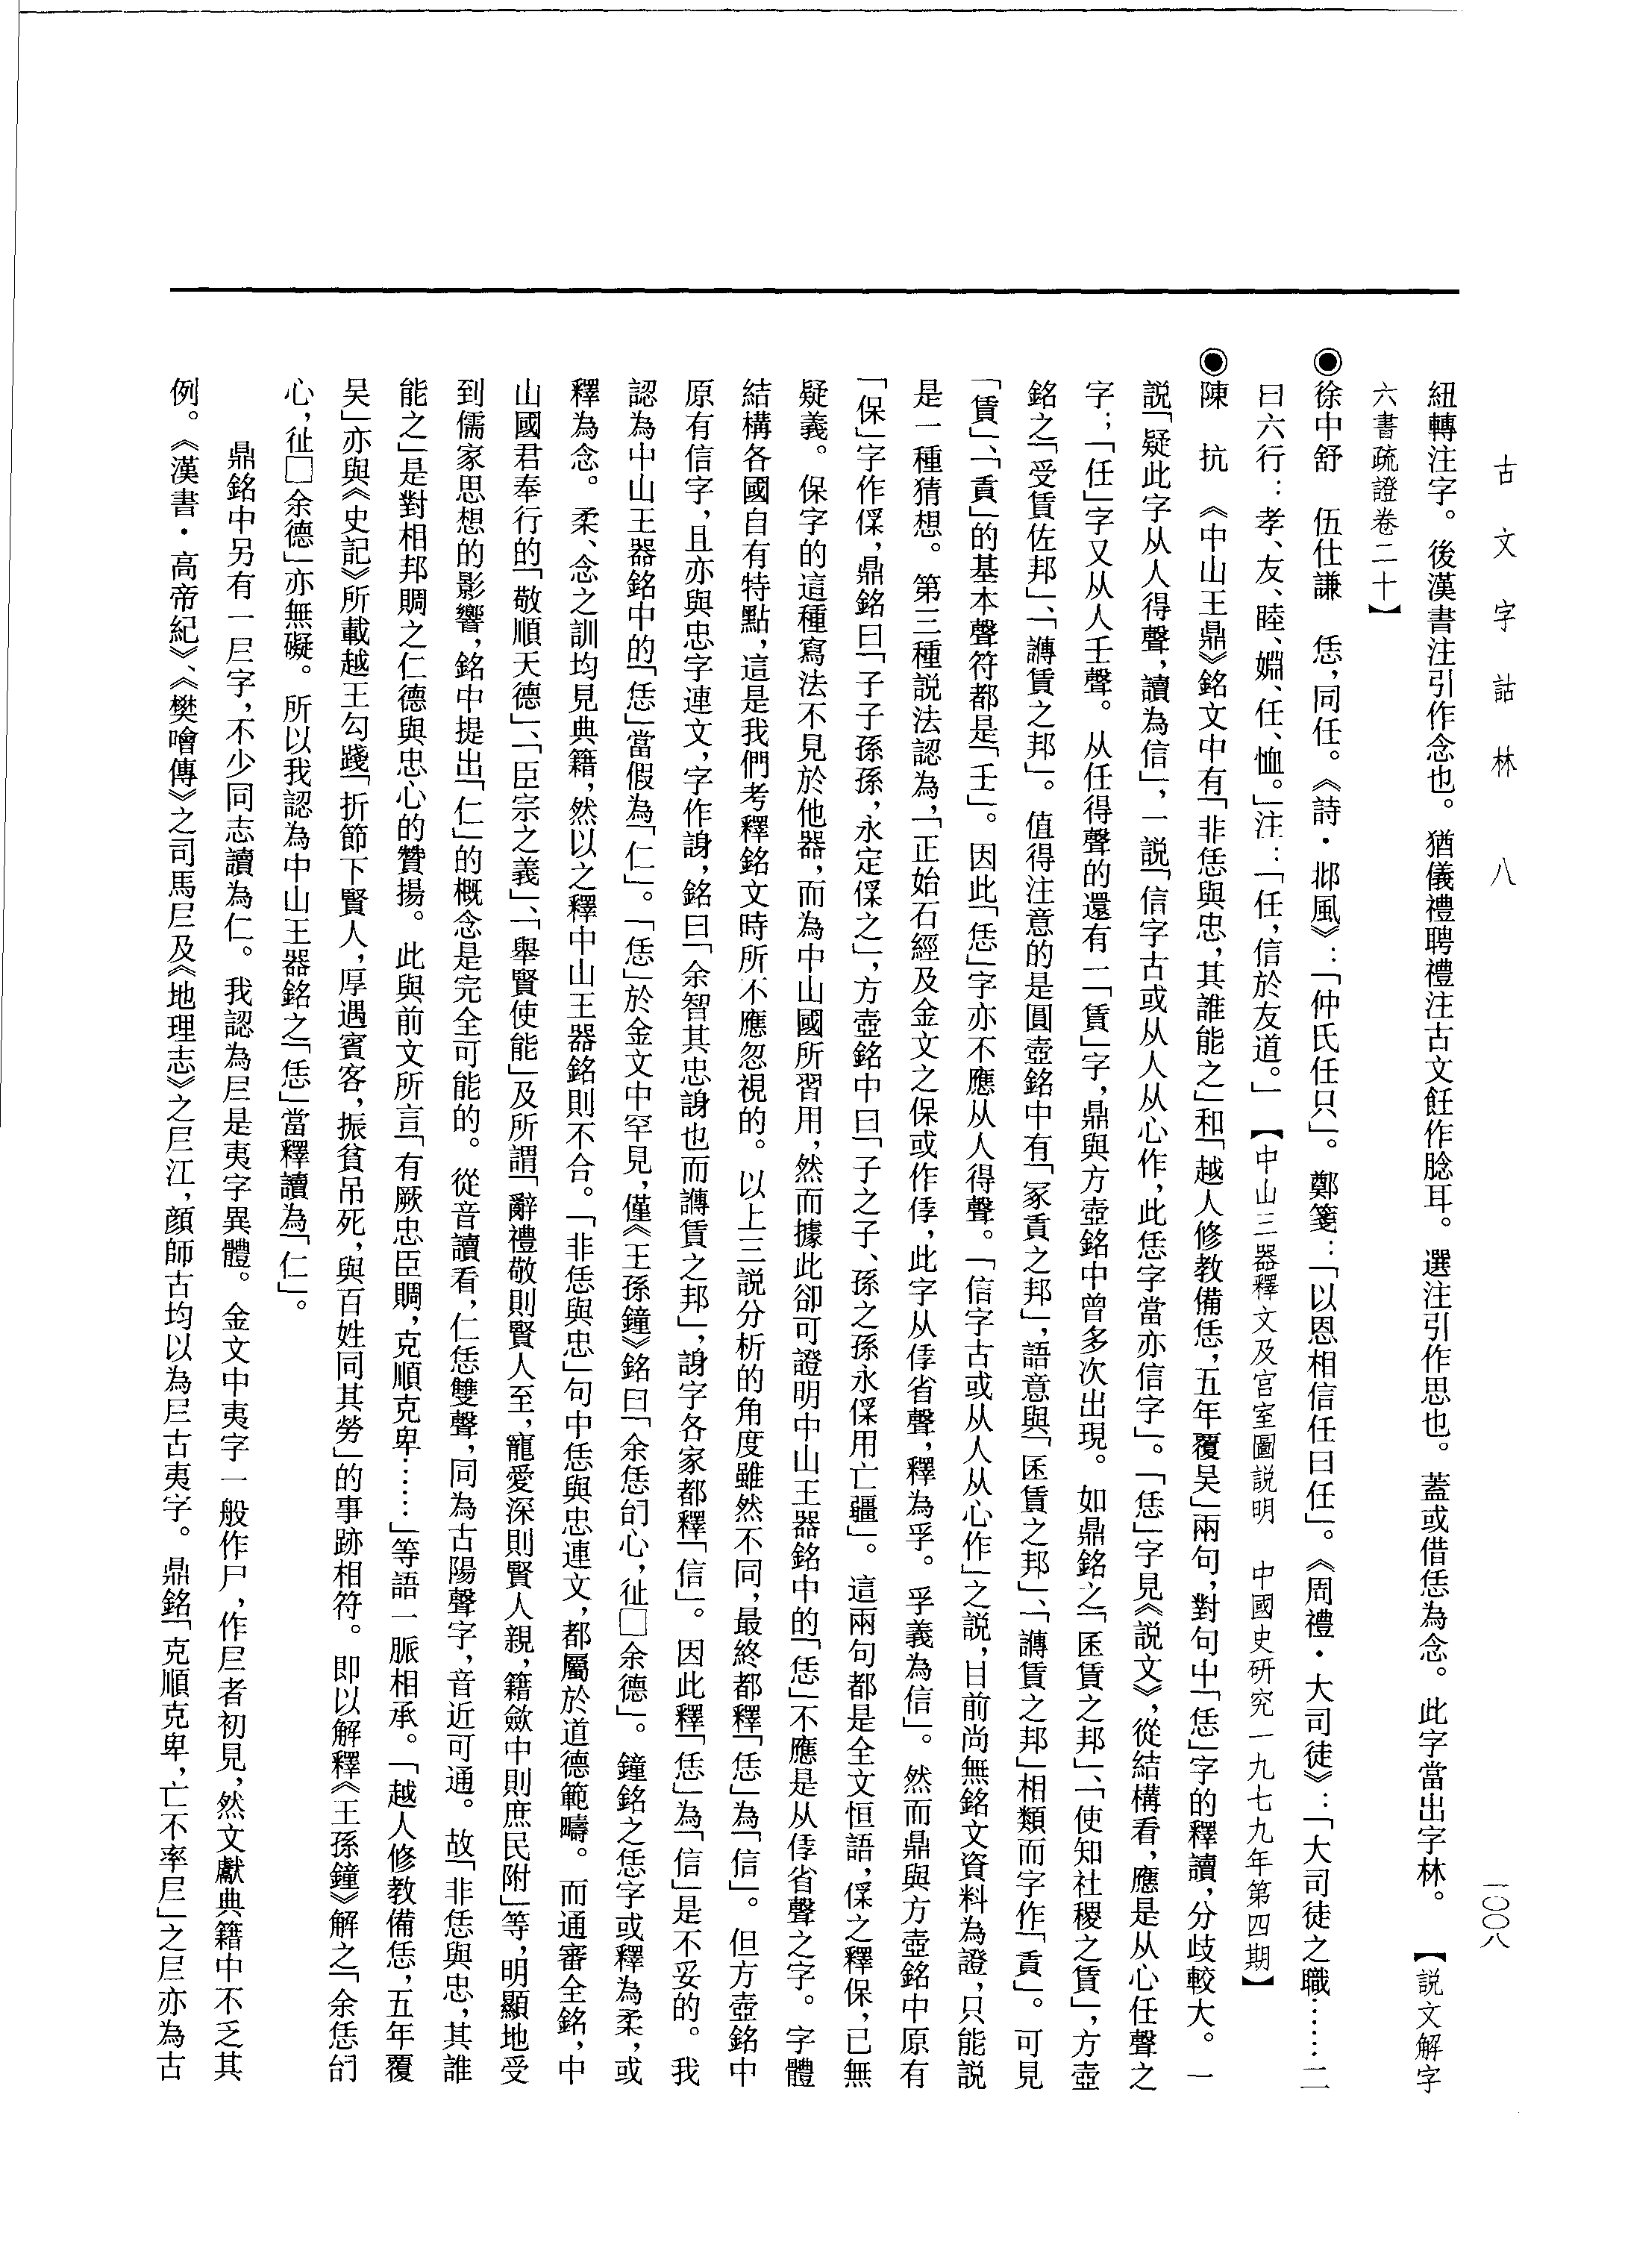 古文字詁林　八
一〇〇八
紐轉注字。後漢書注引作念也。猶儀禮聘禮注古文飪作腍耳。選注引作思也。蓋或借恁為念。此字當出字林。【説文解字
六書疏證卷二十】
◉徐中舒　伍仕謙　恁，同任。《詩·邶風》：「仲氏任只」。鄭箋：「以恩相信任曰任」。《周禮·大司徒》：「大司徒之職……二
曰六行：孝、友、睦、婣、任、恤。」注：「任，信於友道。」【中山三器釋文及宮室圖説明　中國史研究一九七九年第四期】
◉陳　抗　《中山王鼎》銘文中有「非恁與忠，其誰能之」和「越人修教備恁，五年覆吴」兩句，對句中「恁」字的釋讀，分歧較大。一
説「疑此字从人得聲，讀為信」，一説「信字古或从人从心作，此恁字當亦信字」。「恁」字見《説文》，從結構看，應是从心任聲之
字；「任」字又从人壬聲。从任得聲的還有一「賃」字，鼎與方壺銘中曾多次出現。如鼎銘之「㕯賃之邦」、「使知社稷之賃」，方壺
銘之「受賃佐邦」、「諄賃之邦」。值得注意的是圓壺銘中有「冢貢之邦」，語意與「㕯賃之邦」、「諄賃之邦」相類而字作「貢」。可見
「賃」、「貢」的基本聲符都是「壬」。因此「恁」字亦不應从人得聲。「信字古或从人从心作」之説，目前尚無銘文資料為證，只能説
是一種猜想。第三種説法認為，「正始石經及金文之保或作㑄，此字从㑄省聲，釋為孚。孚義為信」。然而鼎與方壺銘中原有
「保」字作㑱，鼎銘曰「子子孫孫，永定㑱之」，方壺銘中曰「子之子、孫之孫永㑱用亡疆」。這兩句都是全文恒語，㑱之釋保，已無
疑義。保字的這種寫法不見於他器，而為中山國所習用，然而據此卻可證明中山王器銘中的「恁」不應是从㑄省聲之字。字體
結構各國自有特點，這是我們考釋銘文時所不應忽視的。以上三説分析的角度雖然不同，最終都釋「恁」為「信」。但方壺銘中
原有信字，且亦與忠字連文，字作䛨，銘曰「余智其忠䛨也而諄賃之邦」，䛨字各家都釋「信」。因此釋「恁」為「信」是不妥的。我
認為中山王器銘中的「恁」當假為「仁」。「恁」於金文中罕見，僅《王孫鐘》銘曰「余恁㠯心，㣔□余德」。鐘銘之恁字或釋為柔，或
釋為念。柔、念之訓均見典籍，然以之釋中山王器銘則不合。「非恁與忠」句中恁與忠連文，都屬於道德範疇。而通審全銘，中
山國君奉行的「敬順天德」、「臣宗之義」、「舉賢使能」及所謂「辭禮敬則賢人至，寵愛深則賢人親，籍斂中則庶民附」等，明顯地受
到儒家思想的影響，銘中提出「仁」的概念是完全可能的。從音讀看，仁恁雙聲，同為古陽聲字，音近可通。故「非恁與忠，其誰
能之」是對相邦賙之仁德與忠心的贊揚。此與前文所言「有厥忠臣賙，克順克卑……」等語一脈相承。「越人修教備恁，五年覆
吴」亦與《史記》所載越王勾踐「折節下賢人，厚遇賓客，振貧吊死，與百姓同其勞」的事跡相符。即以解釋《王孫鐘》解之「余恁㠯
心，㣔□余德」亦無礙。所以我認為中山王器銘之「恁」當釋讀為「仁」。
鼎銘中另有一𡰥字，不少同志讀為仁。我認為𡰥是夷字異體。金文中夷字一般作尸，作𡰥者初見，然文獻典籍中不乏其
例。《漢書·高帝紀》、《樊噲傳》之司馬𡰥及《地理志》之𡰥江，顔師古均以為𡰥古夷字。鼎銘「克順克卑，亡不率𡰥」之𡰥亦為古